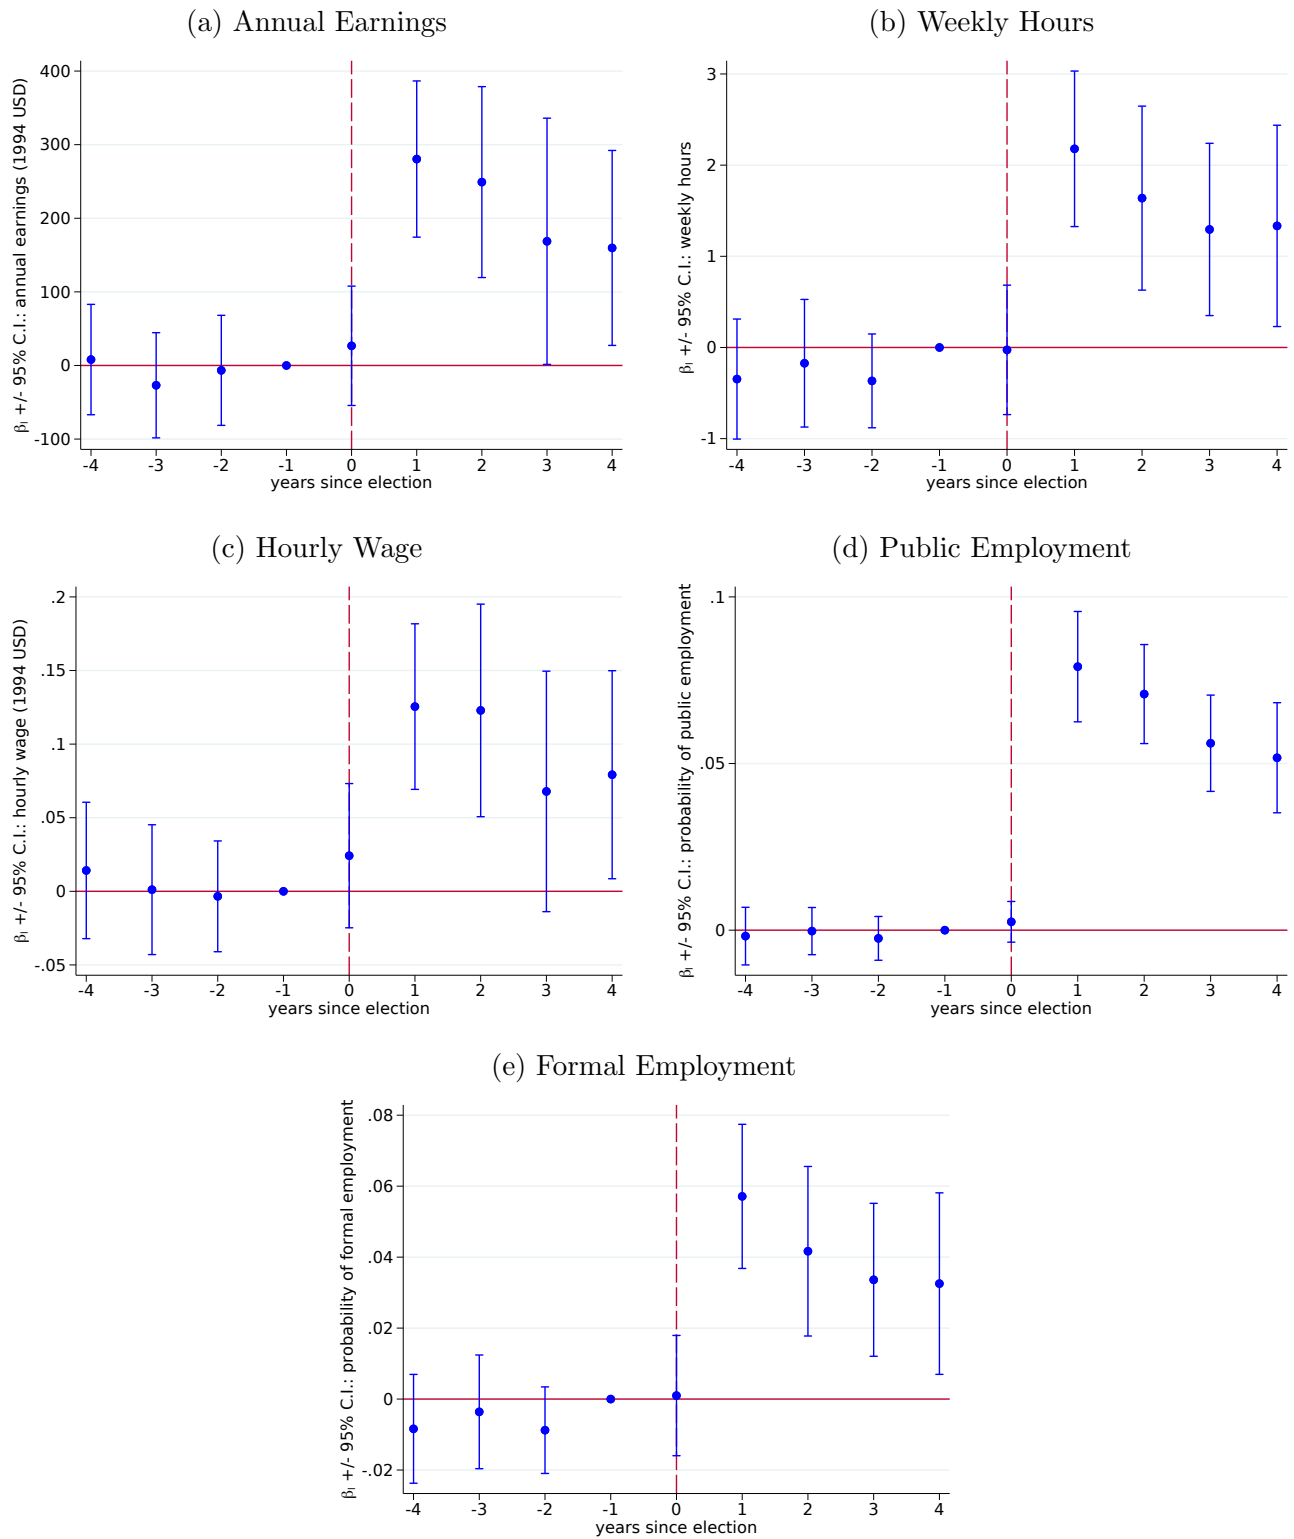 (a) Annual Earnings
β_l +/- 95% C.I.: annual earnings (1994 USD)
400
300
200
100
0
-100
-4 -3 -2 -1 0 1 2 3 4
years since election
(b) Weekly Hours
β_l +/- 95% C.I.: weekly hours
3
2
1
0
-1
-4 -3 -2 -1 0 1 2 3 4
years since election
(c) Hourly Wage
β_l +/- 95% C.I.: hourly wage (1994 USD)
.2
.15
.1
.05
0
-.05
-4 -3 -2 -1 0 1 2 3 4
years since election
(d) Public Employment
β_l +/- 95% C.I.: probability of public employment
.1
.05
0
-4 -3 -2 -1 0 1 2 3 4
years since election
(e) Formal Employment
β_l +/- 95% C.I.: probability of formal employment
.08
.06
.04
.02
0
-.02
-4 -3 -2 -1 0 1 2 3 4
years since election